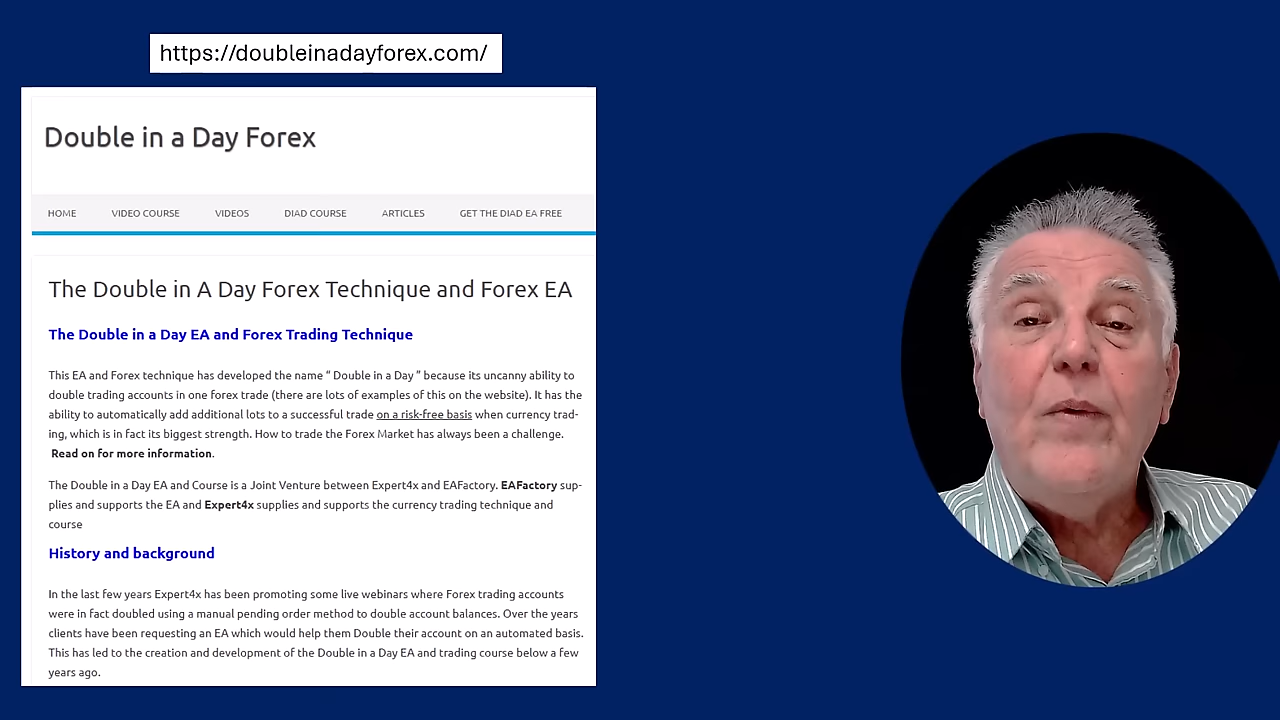 https://doubleinadayforex.com/
Double in a Day Forex
HOME VIDEO COURSE VIDEOS DIAD COURSE ARTICLES GET THE DIAD EA FREE
The Double in A Day Forex Technique and Forex EA
The Double in a Day EA and Forex Trading Technique
This EA and Forex technique has developed the name “ Double in a Day ” because its uncanny ability to
double trading accounts in one forex trade (there are lots of examples of this on the website). It has the
ability to automatically add additional lots to a successful trade on a risk-free basis when currency trad-
ing, which is in fact its biggest strength. How to trade the Forex Market has always been a challenge.
Read on for more information.
The Double in a Day EA and Course is a Joint Venture between Expert4x and EAFactory. EAFactory sup-
plies and supports the EA and Expert4x supplies and supports the currency trading technique and
course
History and background
In the last few years Expert4x has been promoting some live webinars where Forex trading accounts
were in fact doubled using a manual pending order method to double account balances. Over the years
clients have been requesting an EA which would help them Double their account on an automated basis.
This has led to the creation and development of the Double in a Day EA and trading course below a few
years ago.